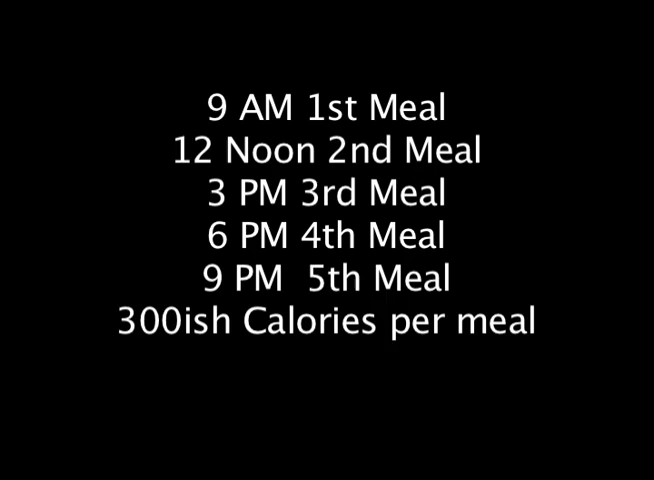 9 AM 1st Meal
12 Noon 2nd Meal
3 PM 3rd Meal
6 PM 4th Meal
9 PM  5th Meal
300ish Calories per meal